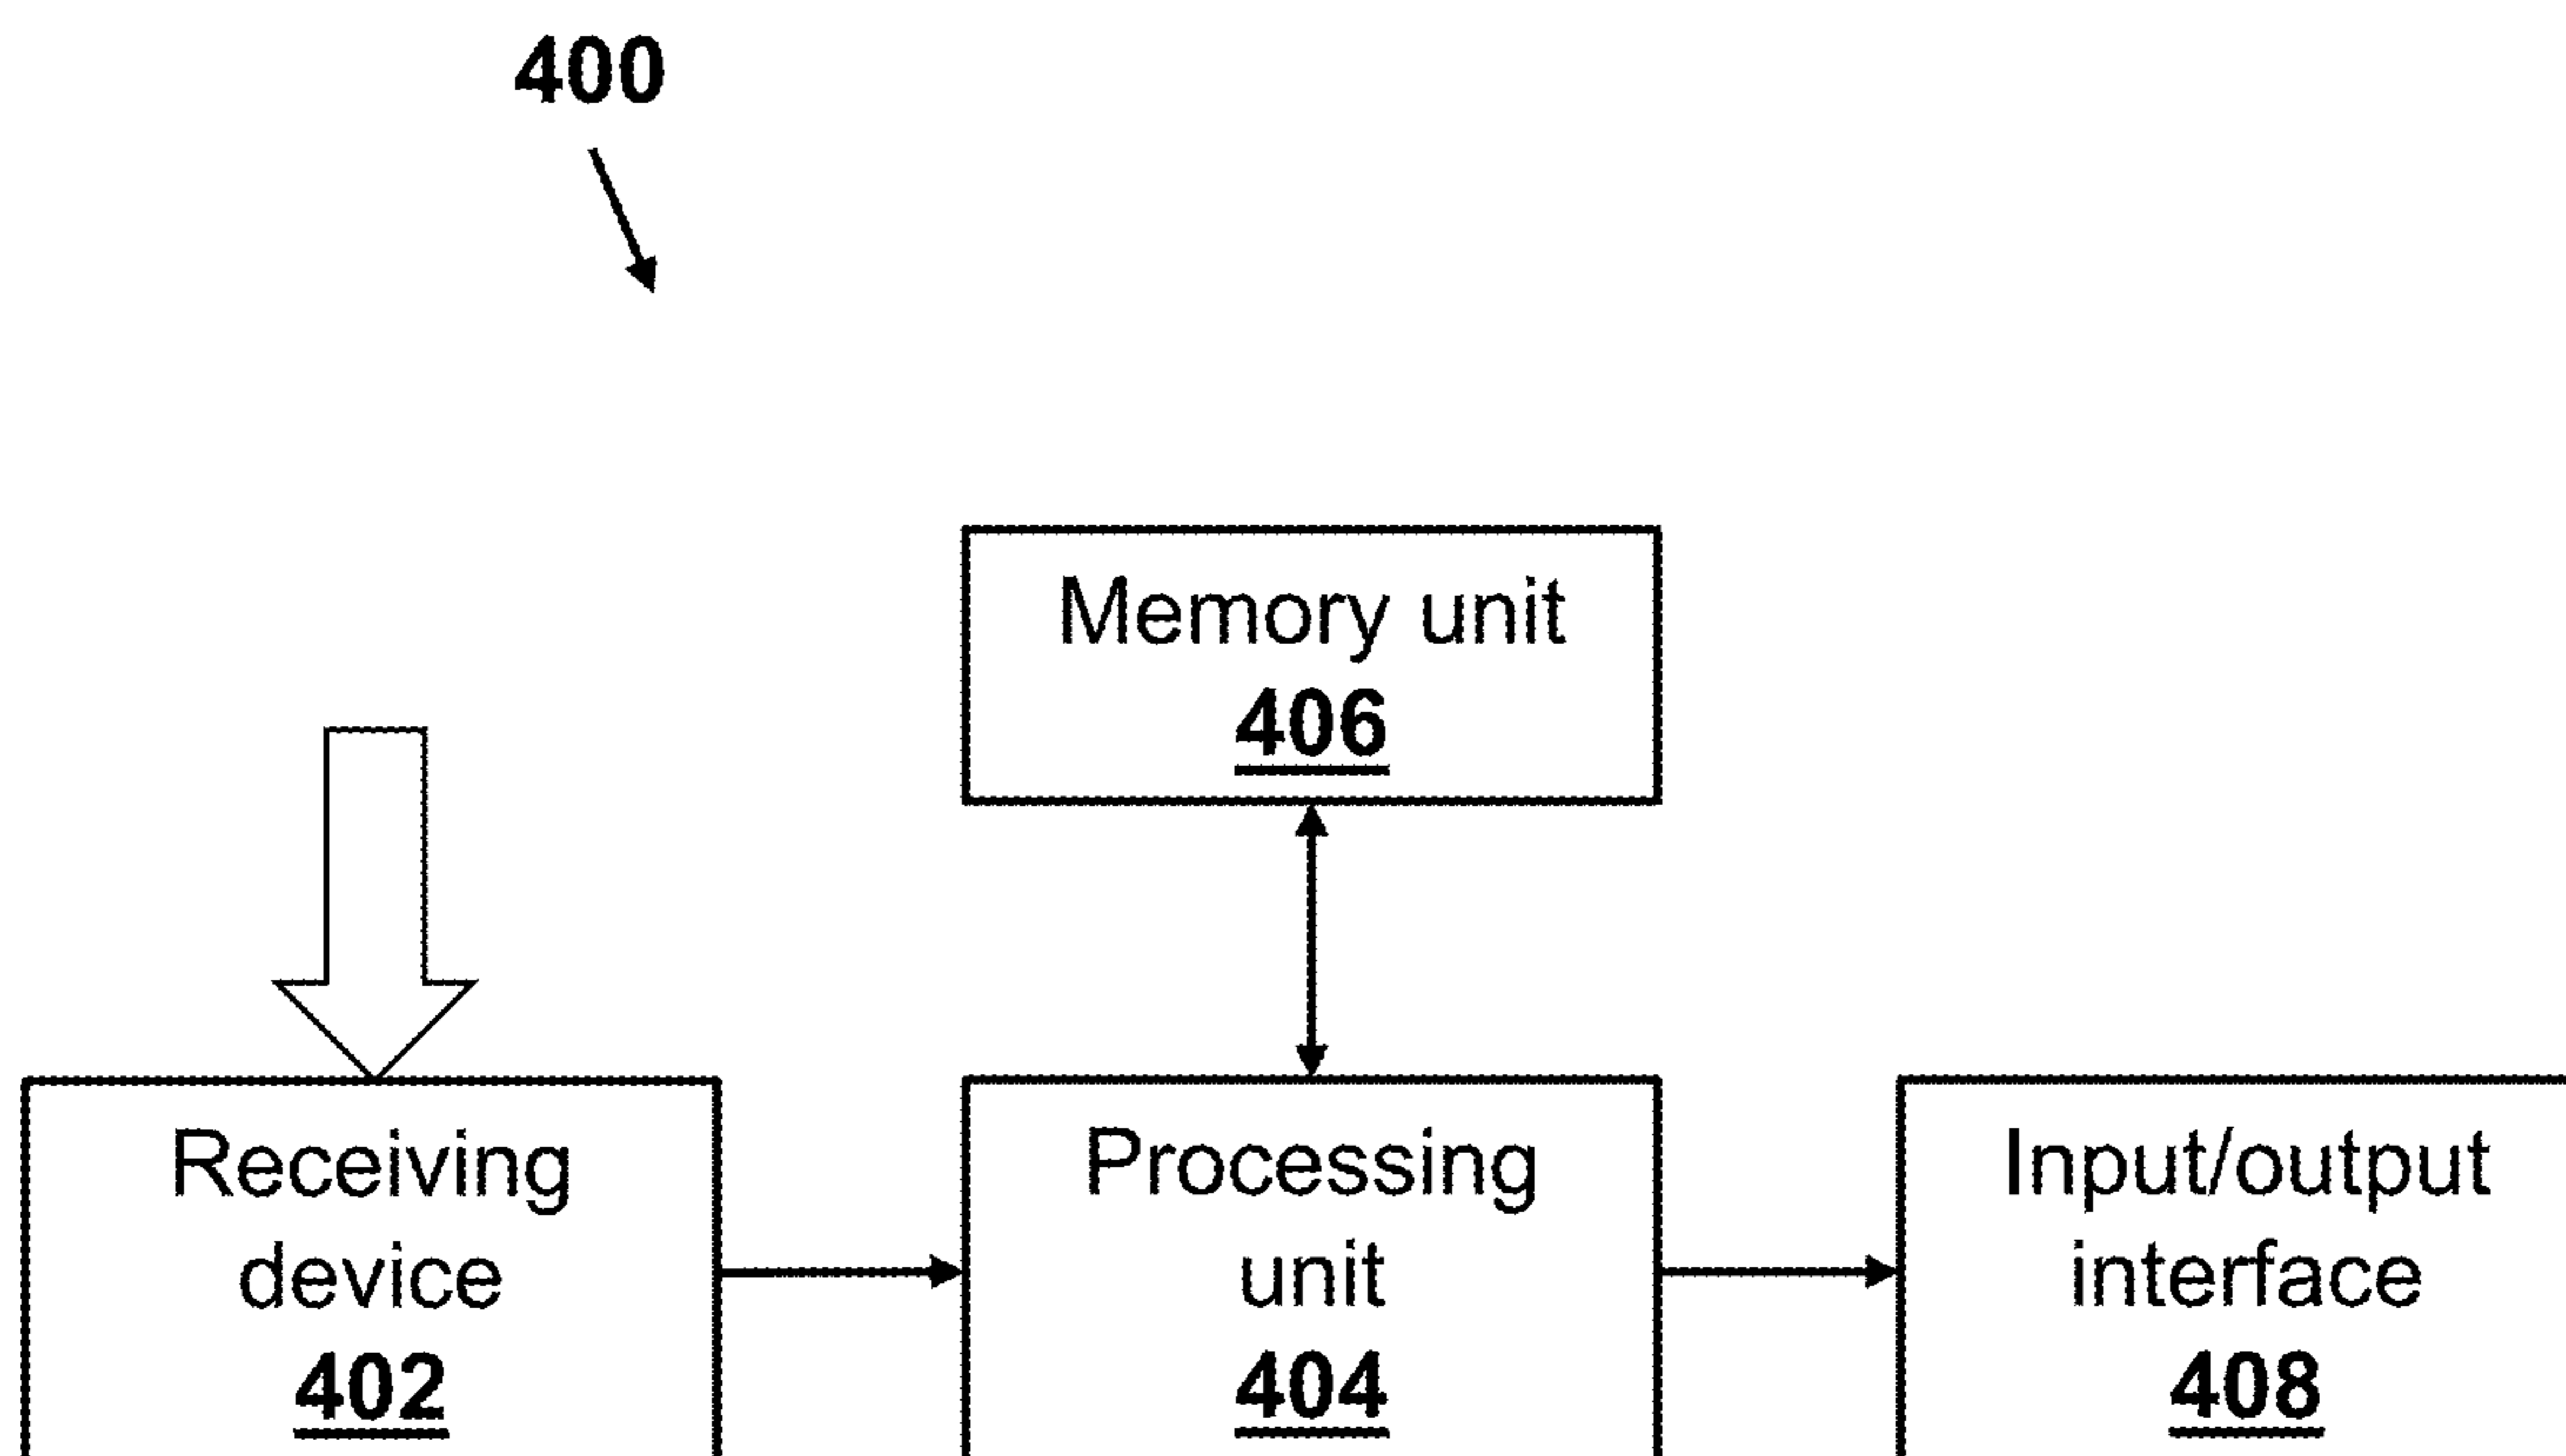 400
Memory unit
406
Receiving
device
402
Processing
unit
404
Input/output
interface
408